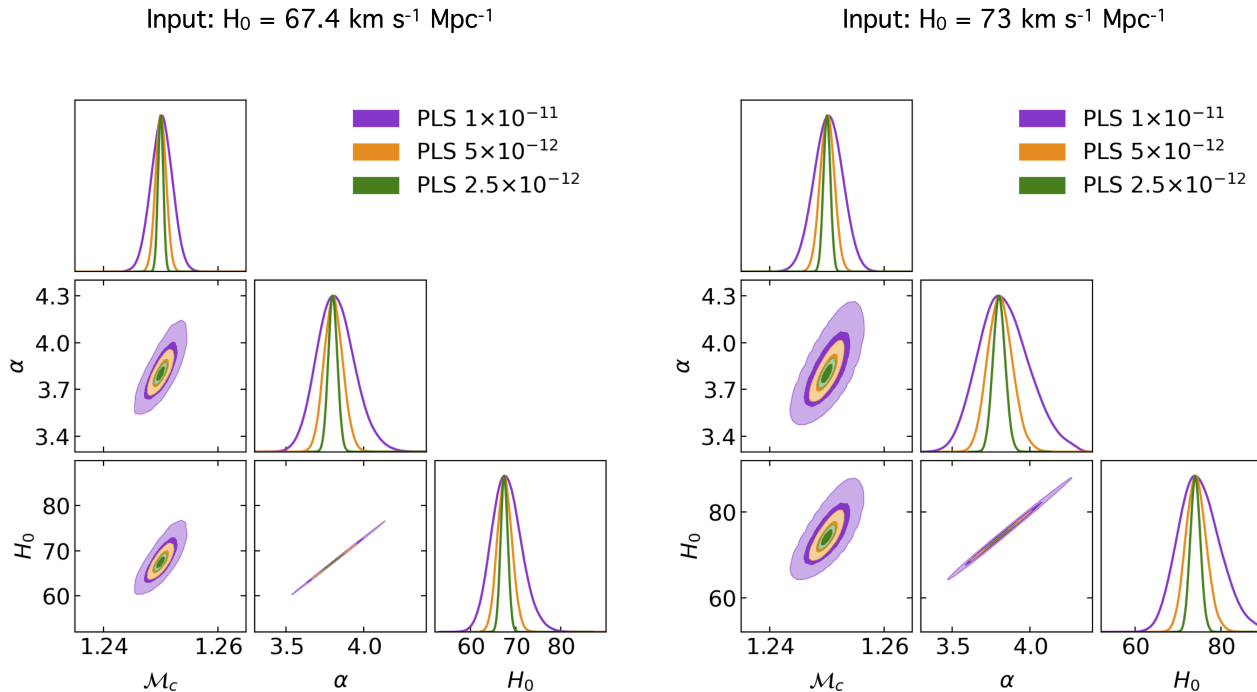 Input: H₀ = 67.4 km s⁻¹ Mpc⁻¹
Input: H₀ = 73 km s⁻¹ Mpc⁻¹
PLS 1×10⁻¹¹
PLS 5×10⁻¹²
PLS 2.5×10⁻¹²
PLS 1×10⁻¹¹
PLS 5×10⁻¹²
PLS 2.5×10⁻¹²
4.3
4.0
3.7
3.4
α
80
70
60
H₀
1.24 1.26
3.5 4.0
60 70 80
ℳc
α
H₀
4.3
4.0
3.7
3.4
α
80
60
H₀
1.24 1.26
3.5 4.0
60 80
ℳc
α
H₀